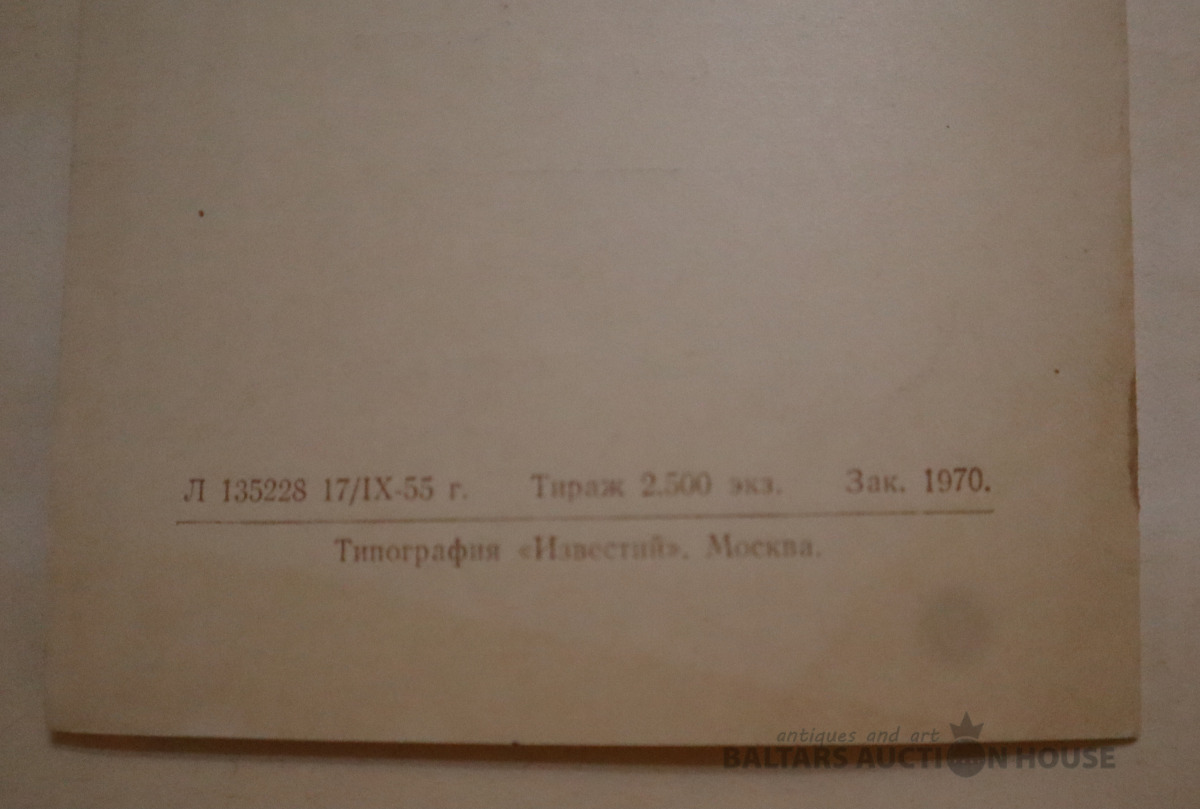 Л 135228 17/IX-55 г. Тираж 2.500 экз. Зак. 1970.
Типография «Известий». Москва.
antiques and art
BALTARS AUCTION HOUSE